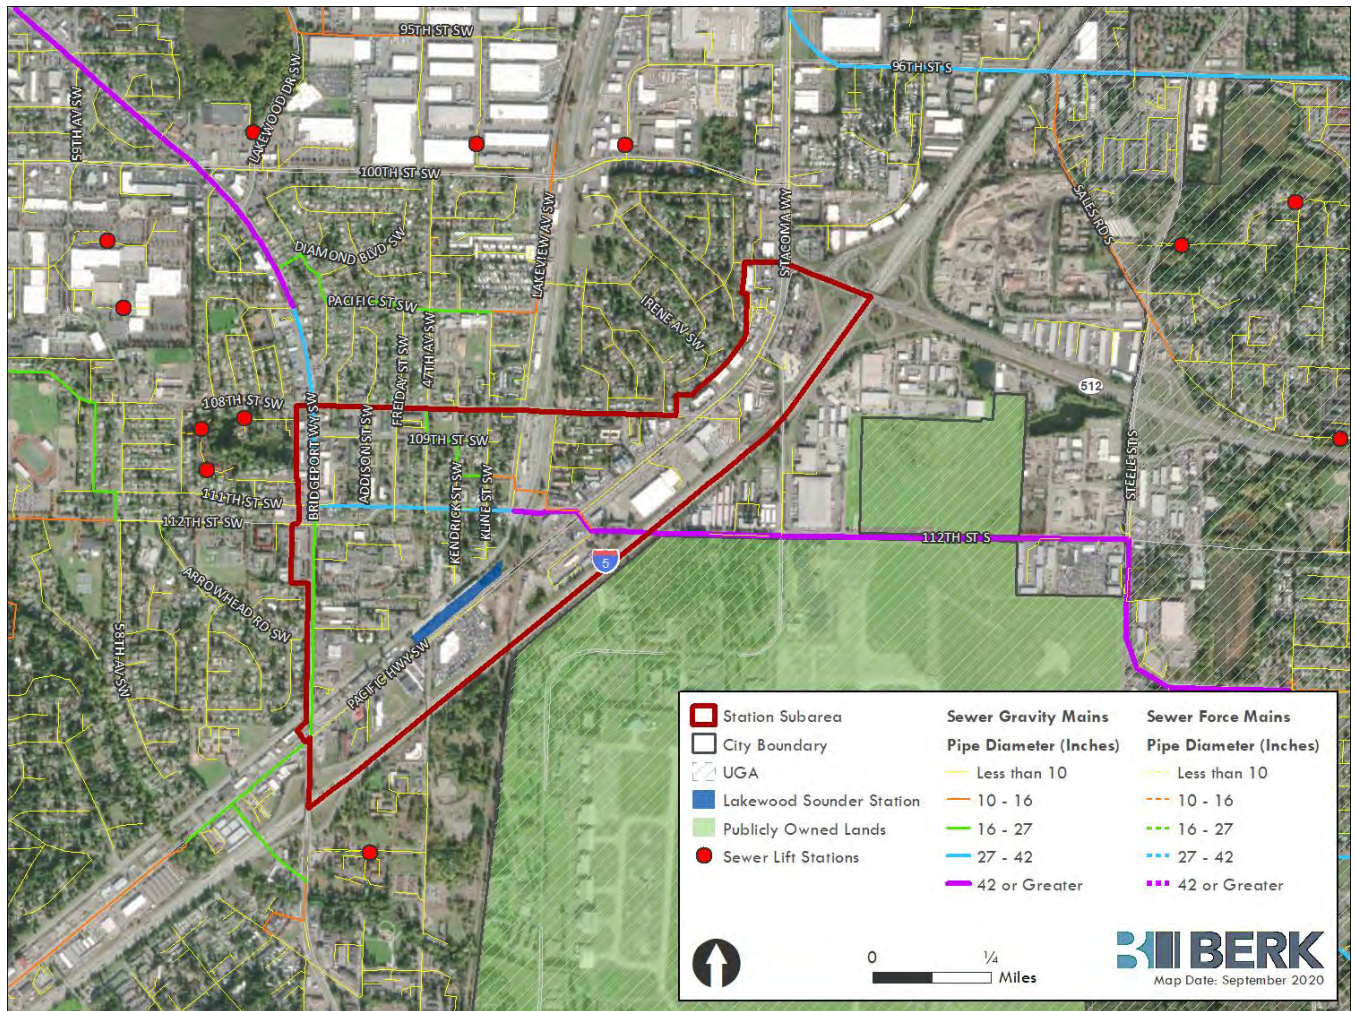 95TH ST SW
96TH ST S
59TH AV SW
LAKEWOOD DR SW
100TH ST SW
LAKEVIEW AV SW
S TACOMA WY
SALES RD S
DIAMOND BLVD SW
PACIFIC ST SW
IRENE AV SW
47TH AV SW
FREIDAY ST SW
512
108TH ST SW
BRIDGEPORT WY SW
ADDISON ST SW
109TH ST SW
KENDRICK ST SW
KLINE ST SW
STEELE ST S
111TH ST SW
112TH ST SW
112TH ST S
5
ARROWHEAD RD SW
58TH AV SW
PACIFIC HWY SW
Station Subarea
City Boundary
UGA
Lakewood Sounder Station
Publicly Owned Lands
Sewer Lift Stations
Sewer Gravity Mains
Pipe Diameter (Inches)
Less than 10
10 - 16
16 - 27
27 - 42
42 or Greater
Sewer Force Mains
Pipe Diameter (Inches)
Less than 10
10 - 16
16 - 27
27 - 42
42 or Greater
0 ¼
Miles
BERK
Map Date: September 2020